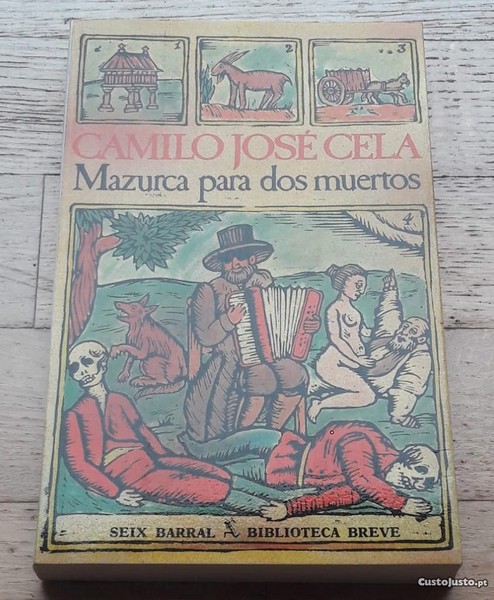 1 2 3
CAMILO JOSÉ CELA
Mazurca para dos muertos
4
SEIX BARRAL BIBLIOTECA BREVE
CustoJusto.pt